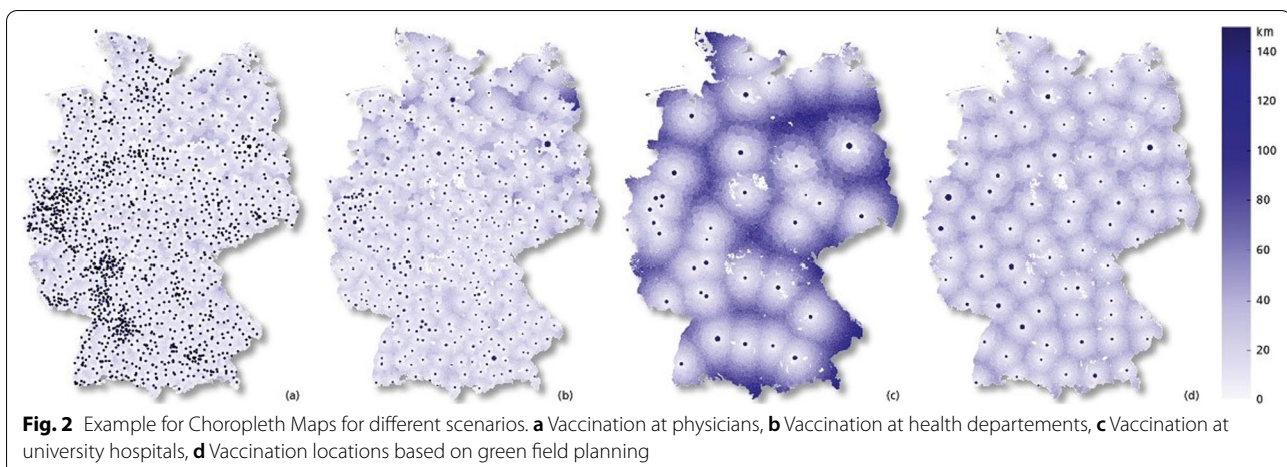 km
140
120
100
80
60
40
20
0
(a)
(b)
(c)
(d)
Fig. 2 Example for Choropleth Maps for different scenarios. a Vaccination at physicians, b Vaccination at health departements, c Vaccination at
university hospitals, d Vaccination locations based on green field planning